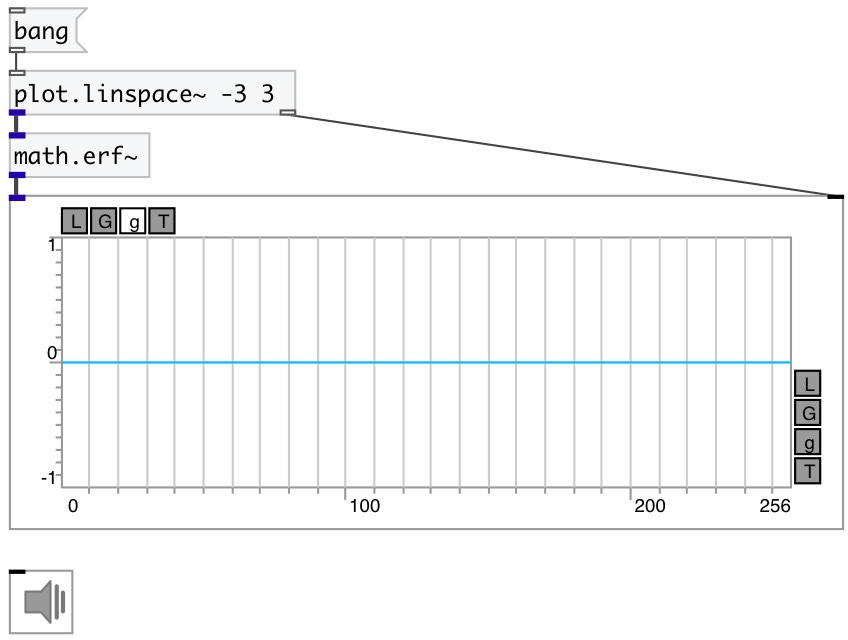 bang
plot.linspace~ -3 3
math.erf~
L G g T
1
0
-1
L
G
g
T
0 100 200 256